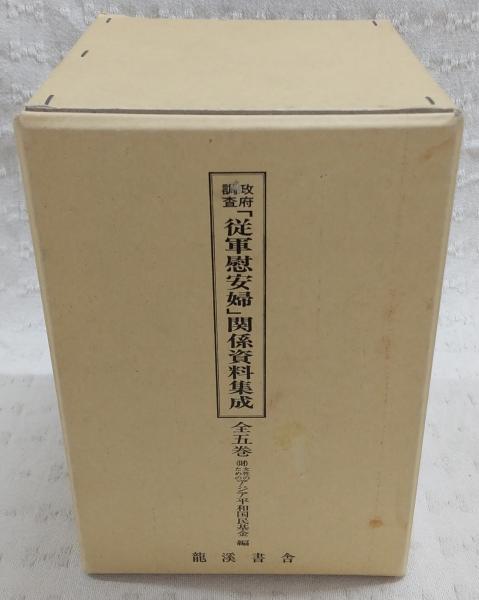 政府調査「従軍慰安婦」関係資料集成
全五巻
㈶女性のためのアジア平和国民基金 編
龍溪書舎